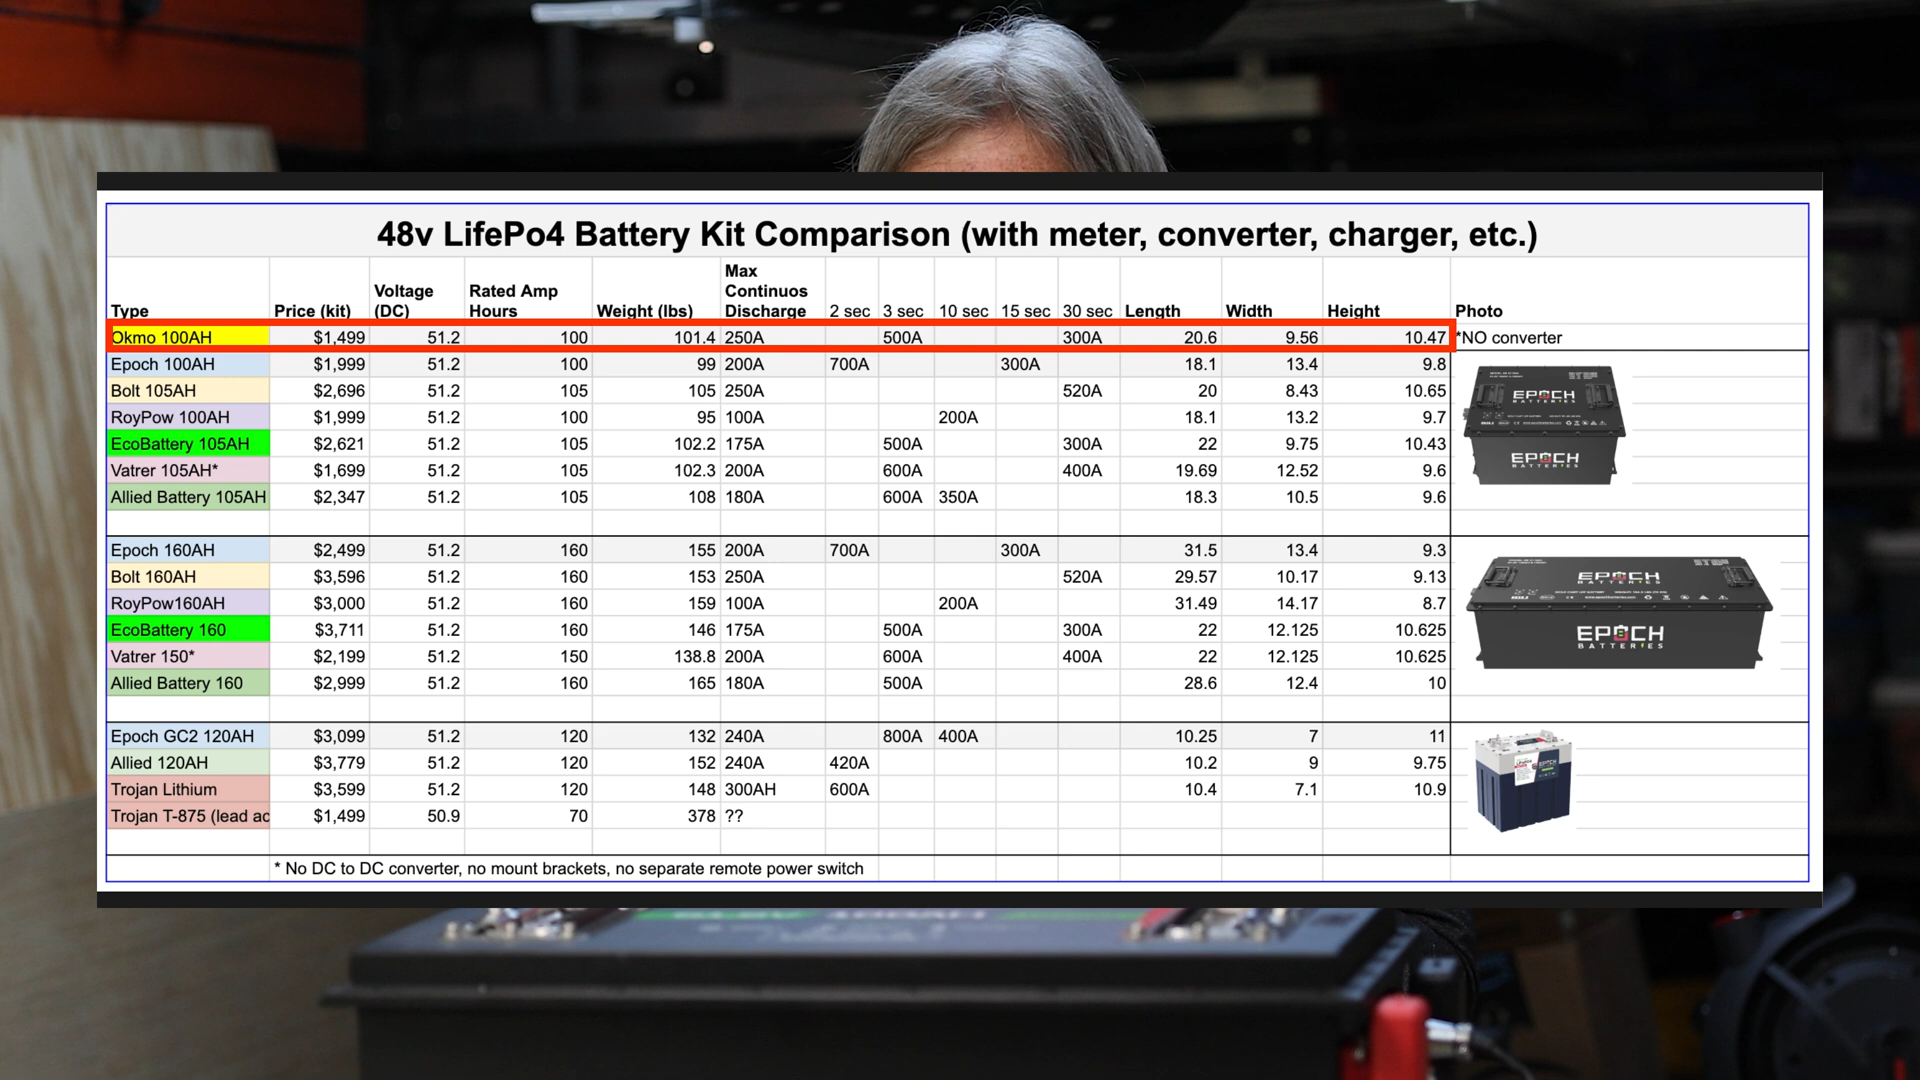 48v LifePo4 Battery Kit Comparison (with meter, converter, charger, etc.)
Type Price (kit) Voltage (DC) Rated Amp Hours Weight (lbs) Max Continuos Discharge 2 sec 3 sec 10 sec 15 sec 30 sec Length Width Height Photo
Okmo 100AH $1,499 51.2 100 101.4 250A 500A 300A 20.6 9.56 10.47 *NO converter
Epoch 100AH $1,999 51.2 100 99 200A 700A 300A 18.1 13.4 9.8
Bolt 105AH $2,696 51.2 105 105 250A 520A 20 8.43 10.65
RoyPow 100AH $1,999 51.2 100 95 100A 200A 18.1 13.2 9.7
EcoBattery 105AH $2,621 51.2 105 102.2 175A 500A 300A 22 9.75 10.43
Vatrer 105AH* $1,699 51.2 105 102.3 200A 600A 400A 19.69 12.52 9.6
Allied Battery 105AH $2,347 51.2 105 108 180A 600A 350A 18.3 10.5 9.6
EPOCH
BATTERIES
EPOCH
BATTERIES
Epoch 160AH $2,499 51.2 160 155 200A 700A 300A 31.5 13.4 9.3
Bolt 160AH $3,596 51.2 160 153 250A 520A 29.57 10.17 9.13
RoyPow160AH $3,000 51.2 160 159 100A 200A 31.49 14.17 8.7
EcoBattery 160 $3,711 51.2 160 146 175A 500A 300A 22 12.125 10.625
Vatrer 150* $2,199 51.2 150 138.8 200A 600A 400A 22 12.125 10.625
Allied Battery 160 $2,999 51.2 160 165 180A 500A 28.6 12.4 10
EPOCH
BATTERIES
EPOCH
BATTERIES
Epoch GC2 120AH $3,099 51.2 120 132 240A 800A 400A 10.25 7 11
Allied 120AH $3,779 51.2 120 152 240A 420A 10.2 9 9.75
Trojan Lithium $3,599 51.2 120 148 300AH 600A 10.4 7.1 10.9
Trojan T-875 (lead ac $1,499 50.9 70 378 ??
EPOCH
* No DC to DC converter, no mount brackets, no separate remote power switch